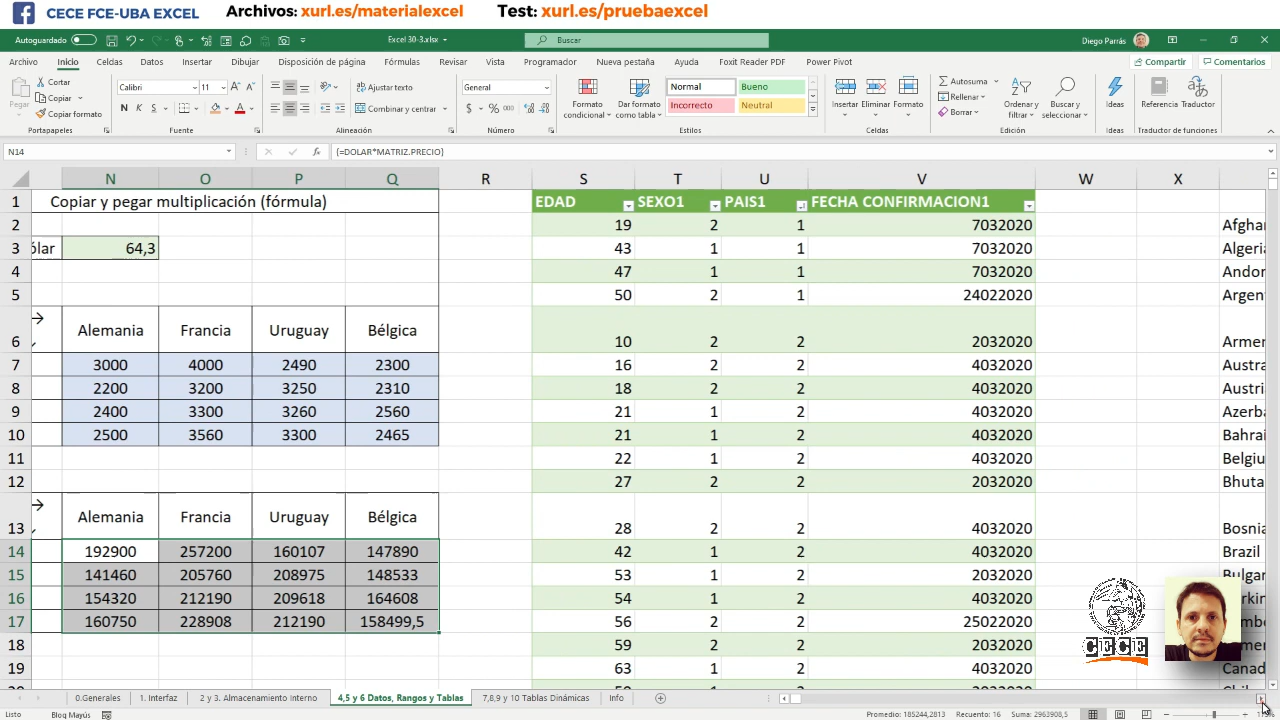 CECE FCE-UBA EXCEL Archivos: xurl.es/materialexcel Test: xurl.es/pruebaexcel
Autoguardado Excel 30-3.xlsx Buscar Diego Parrás
Archivo Inicio Celdas Datos Insertar Dibujar Disposición de página Fórmulas Revisar Vista Programador Nueva pestaña Ayuda Foxit Reader PDF Power Pivot Compartir Comentarios
Pegar Cortar Copiar Copiar formato
Calibri 11 N K S
Ajustar texto
Combinar y centrar
General
$ % 000
Formato condicional Dar formato como tabla
Normal Bueno
Incorrecto Neutral
Insertar Eliminar Formato
Autosuma
Rellenar
Borrar
Ordenar y filtrar Buscar y seleccionar
Ideas
Referencia Traductor
Portapapeles Fuente Alineación Número Estilos Celdas Edición Ideas Traductor de funciones
N14 fx {=DOLAR*MATRIZ.PRECIO}
N O P Q R S T U V W X
1 Copiar y pegar multiplicación (fórmula) EDAD SEXO1 PAIS1 FECHA CONFIRMACION1
2 19 2 1 7032020 Afghar
3 ólar 64,3 43 1 1 7032020 Algeria
4 47 1 1 7032020 Andor
5 50 2 1 24022020 Argent
6 → Alemania Francia Uruguay Bélgica 10 2 2 2032020 Armer
7 3000 4000 2490 2300 16 2 2 4032020 Austra
8 2200 3200 3250 2310 18 2 2 4032020 Austri
9 2400 3300 3260 2560 21 1 2 4032020 Azerba
10 2500 3560 3300 2465 21 1 2 4032020 Bahrai
11 22 1 2 4032020 Belgiu
12 27 2 2 2032020 Bhuta
13 → Alemania Francia Uruguay Bélgica 28 2 2 4032020 Bosnia
14 192900 257200 160107 147890 42 1 2 4032020 Brazil
15 141460 205760 208975 148533 53 1 2 2032020 Bulgar
16 154320 212190 209618 164608 54 1 2 4032020
17 160750 228908 212190 158499,5 56 2 2 25022020
18 59 2 2 2032020
19 63 1 2 4032020 Canad
CECE
0.Generales 1. Interfaz 2 y 3. Almacenamiento Interno 4,5 y 6 Datos, Rangos y Tablas 7,8,9 y 10 Tablas Dinámicas Info
Listo Bloq Mayús Promedio: 185244,2813 Recuento: 16 Suma: 2963908,5